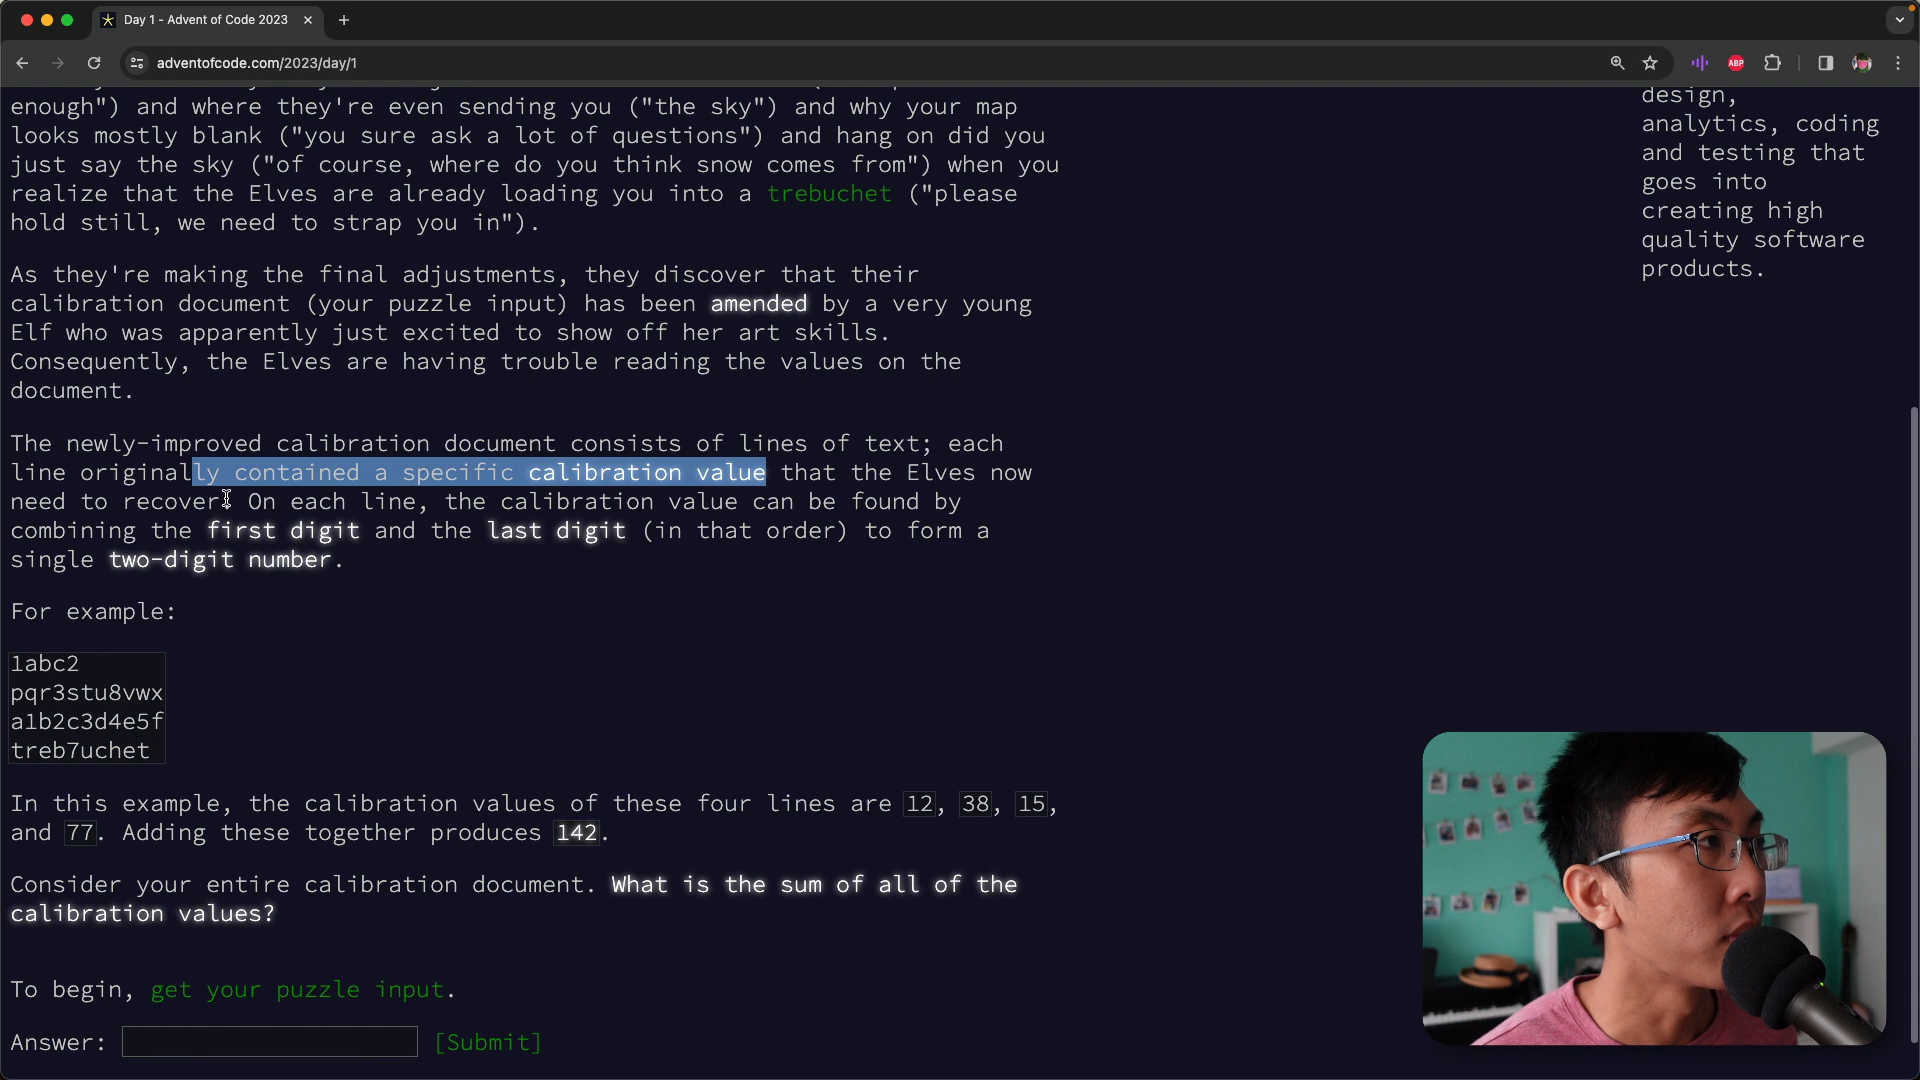 Day 1 - Advent of Code 2023
adventofcode.com/2023/day/1
ABP
enough") and where they're even sending you ("the sky") and why your map
looks mostly blank ("you sure ask a lot of questions") and hang on did you
just say the sky ("of course, where do you think snow comes from") when you
realize that the Elves are already loading you into a trebuchet ("please
hold still, we need to strap you in").
As they're making the final adjustments, they discover that their
calibration document (your puzzle input) has been amended by a very young
Elf who was apparently just excited to show off her art skills.
Consequently, the Elves are having trouble reading the values on the
document.
The newly-improved calibration document consists of lines of text; each
line originally contained a specific calibration value that the Elves now
need to recover. On each line, the calibration value can be found by
combining the first digit and the last digit (in that order) to form a
single two-digit number.
For example:
1abc2
pqr3stu8vwx
a1b2c3d4e5f
treb7uchet
In this example, the calibration values of these four lines are 12, 38, 15,
and 77. Adding these together produces 142.
Consider your entire calibration document. What is the sum of all of the
calibration values?
To begin, get your puzzle input.
Answer: [Submit]
design,
analytics, coding
and testing that
goes into
creating high
quality software
products.